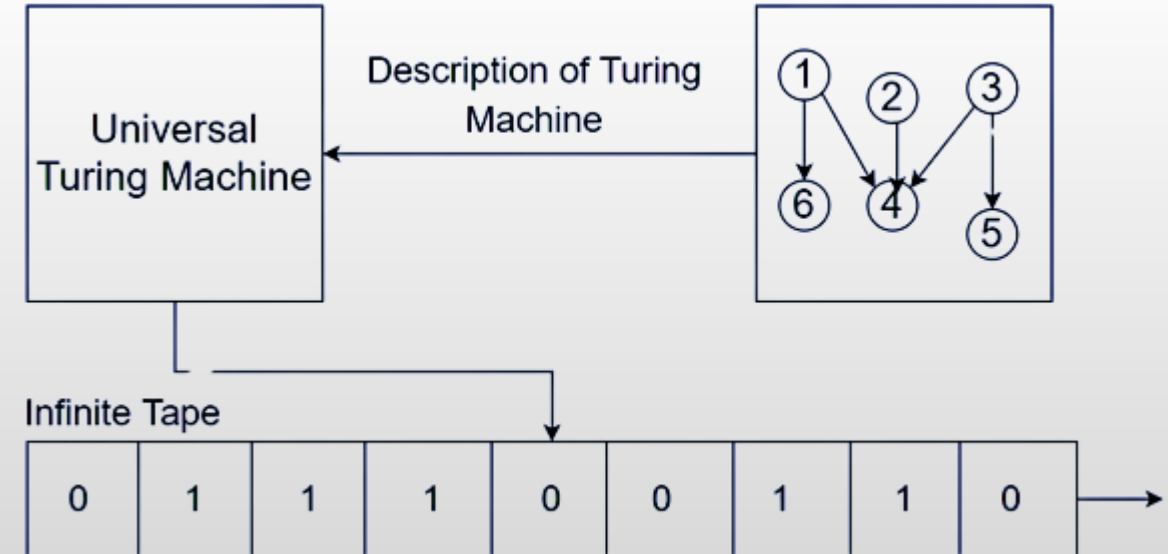 Universal
Turing Machine
Description of Turing
Machine
1
2
3
6
4
5
Infinite Tape
0 1 1 1 0 0 1 1 0